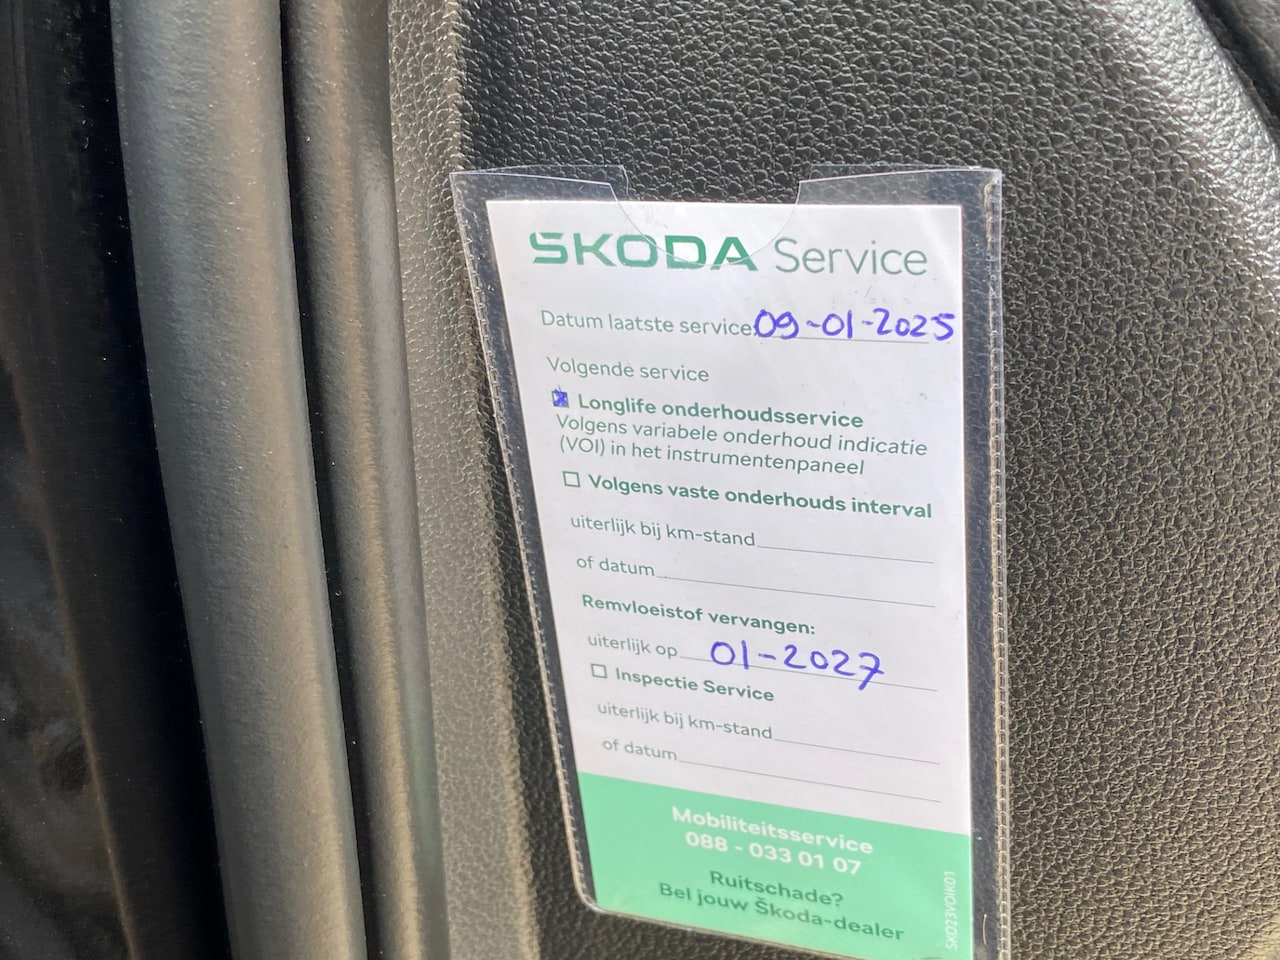 ŠKODA Service
Datum laatste service: 09-01-2025
Volgende service
Longlife onderhoudsservice
Volgens variabele onderhoud indicatie
(VOI) in het instrumentenpaneel
Volgens vaste onderhouds interval
uiterlijk bij km-stand
of datum
Remvloeistof vervangen:
uiterlijk op 01-2027
Inspectie Service
uiterlijk bij km-stand
of datum
Mobiliteitsservice
088 - 033 01 07
Ruitschade?
Bel jouw Škoda-dealer
SKO23VOIK01